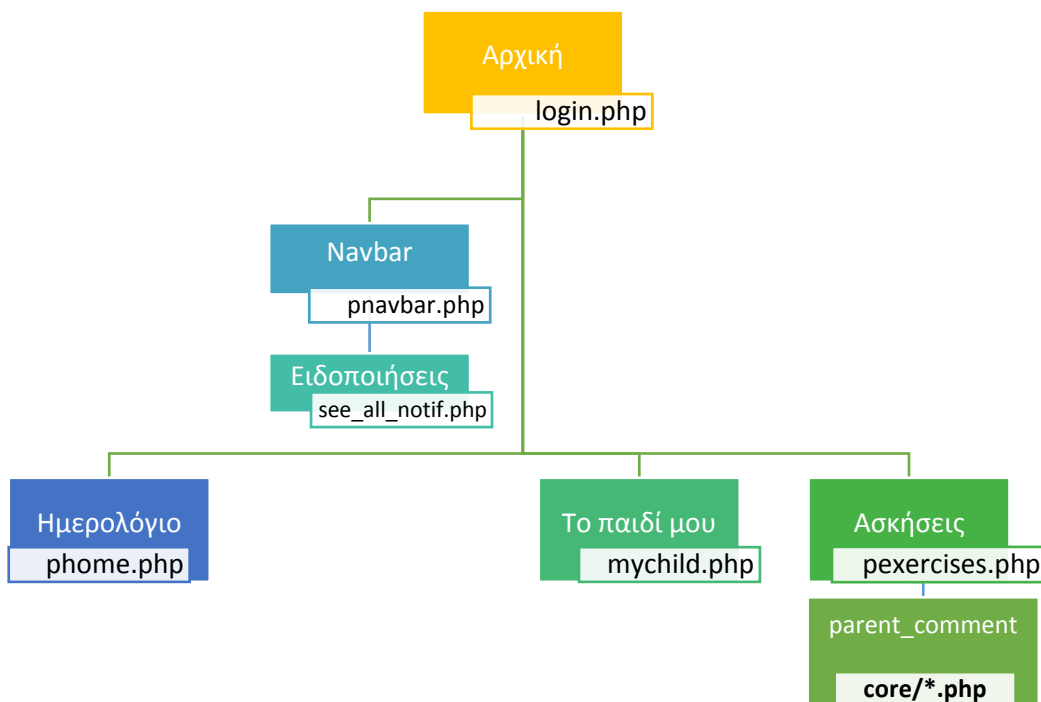 Αρχική
login.php
Navbar
pnavbar.php
Ειδοποιήσεις
see_all_notif.php
Ημερολόγιο
phome.php
Το παιδί μου
mychild.php
Ασκήσεις
pexercises.php
parent_comment
core/*.php